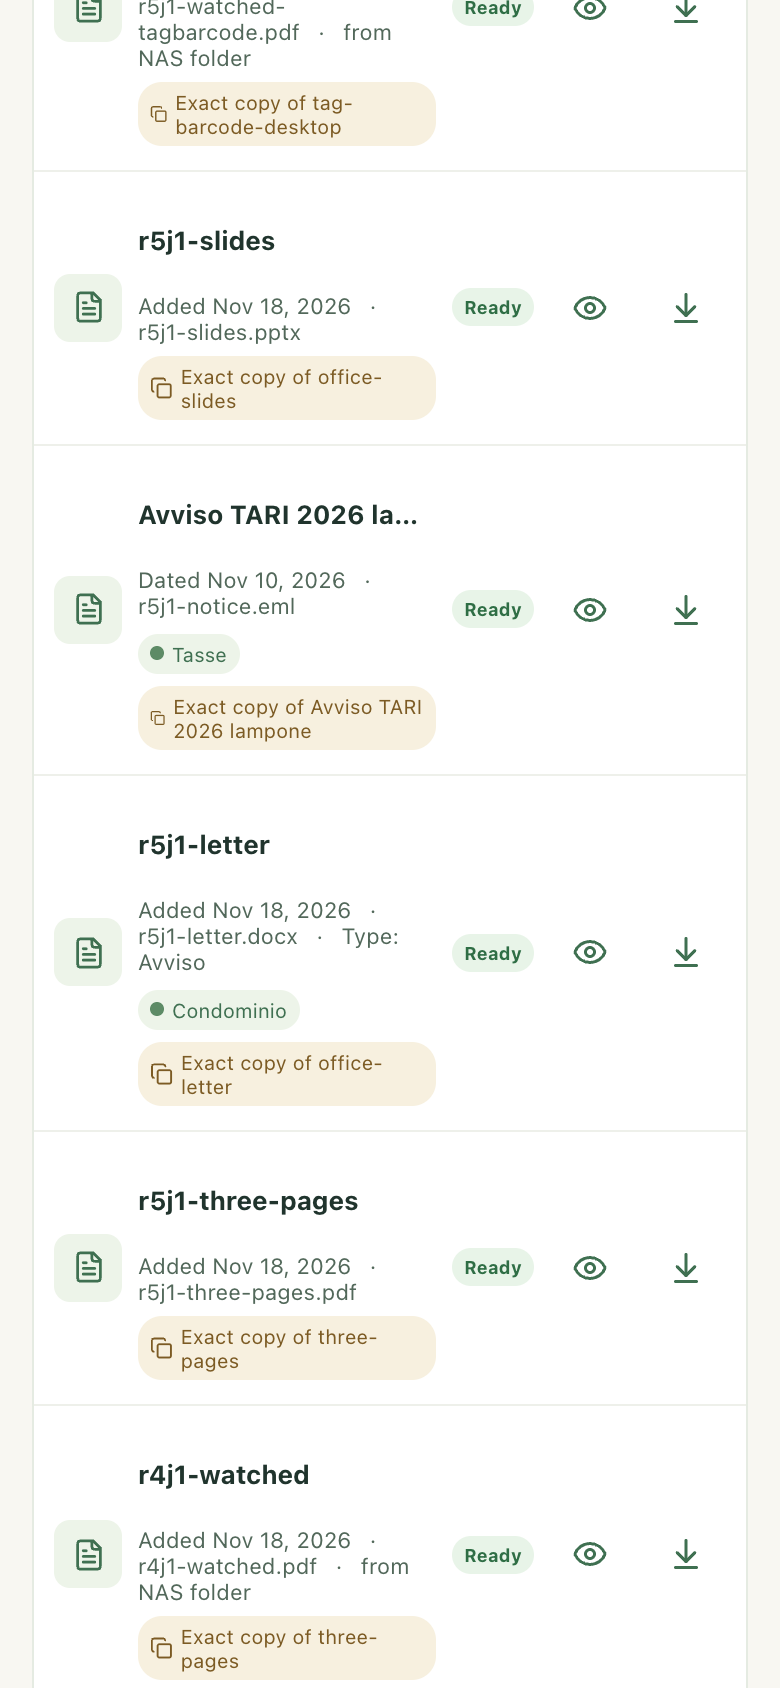 r5j1-watched-
tagbarcode.pdf · from
NAS folder
Ready
Exact copy of tag-
barcode-desktop
r5j1-slides
Added Nov 18, 2026 ·
r5j1-slides.pptx
Ready
Exact copy of office-
slides
Avviso TARI 2026 la...
Dated Nov 10, 2026 ·
r5j1-notice.eml
Ready
Tasse
Exact copy of Avviso TARI
2026 lampone
r5j1-letter
Added Nov 18, 2026 ·
r5j1-letter.docx · Type:
Avviso
Ready
Condominio
Exact copy of office-
letter
r5j1-three-pages
Added Nov 18, 2026 ·
r5j1-three-pages.pdf
Ready
Exact copy of three-
pages
r4j1-watched
Added Nov 18, 2026 ·
r4j1-watched.pdf · from
NAS folder
Ready
Exact copy of three-
pages